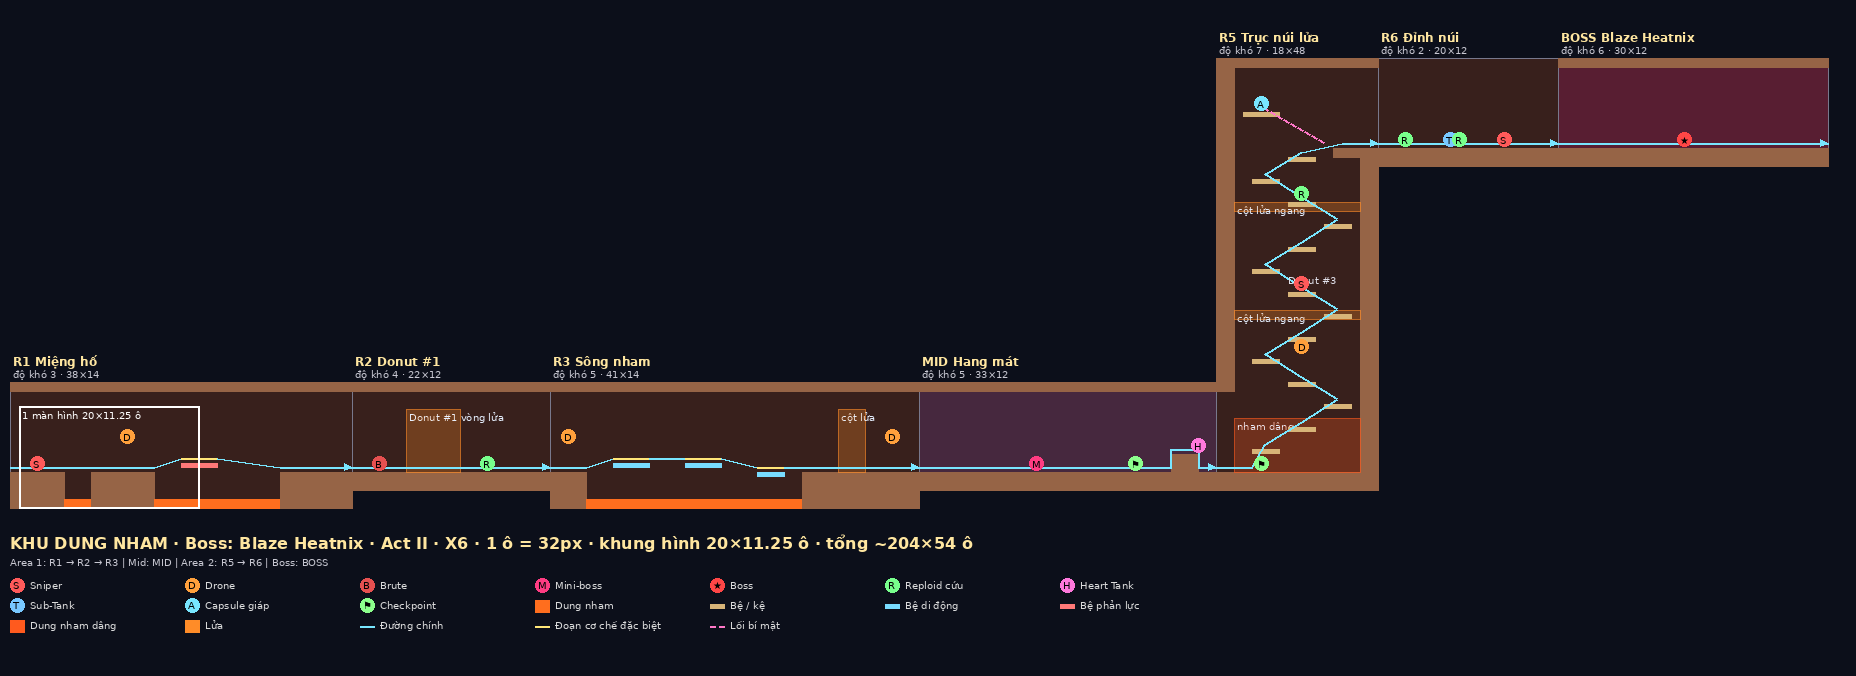 R5 Trục núi lửa
độ khó 7 · 18×48
R6 Đỉnh núi
độ khó 2 · 20×12
BOSS Blaze Heatnix
độ khó 6 · 30×12
A
R
T
R
S
★
R
cột lửa ngang
Donut #3
S
cột lửa ngang
D
R1 Miệng hố
độ khó 3 · 38×14
R2 Donut #1
độ khó 4 · 22×12
R3 Sông nham
độ khó 5 · 41×14
MID Hang mát
độ khó 5 · 33×12
1 màn hình 20×11.25 ô
Donut #1 vòng lửa
cột lửa
nham dâng
D
D
D
H
S
B
R
M
KHU DUNG NHAM · Boss: Blaze Heatnix · Act II · X6 · 1 ô = 32px · khung hình 20×11.25 ô · tổng ~204×54 ô
Area 1: R1 → R2 → R3 | Mid: MID | Area 2: R5 → R6 | Boss: BOSS
S Sniper
D Drone
B Brute
M Mini-boss
★ Boss
R Reploid cứu
H Heart Tank
T Sub-Tank
A Capsule giáp
⚑ Checkpoint
Dung nham
Bệ / kệ
Bệ di động
Bệ phản lực
Dung nham dâng
Lửa
Đường chính
Đoạn cơ chế đặc biệt
Lối bí mật